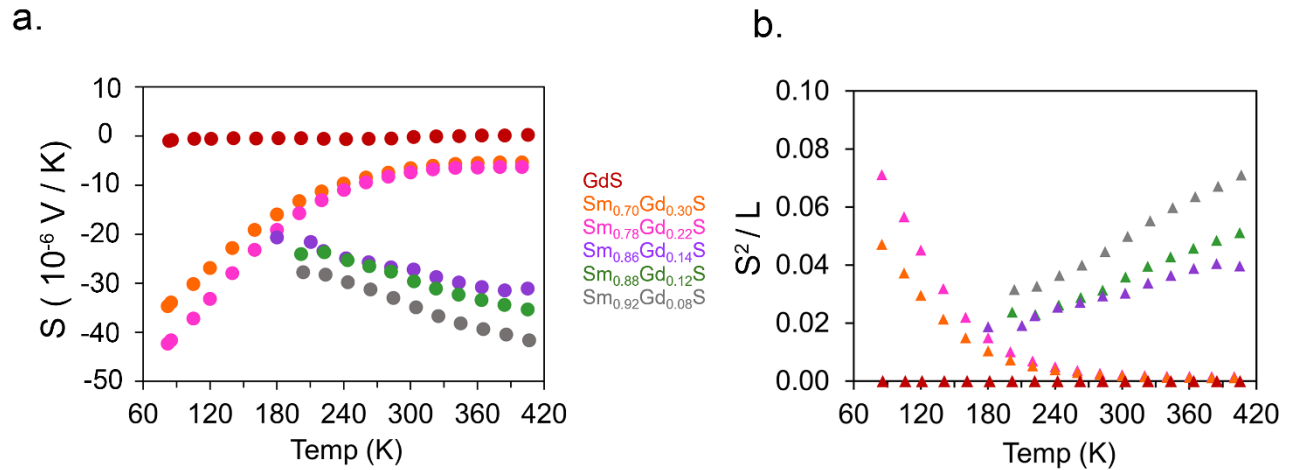 a.
b.
10
0
-10
-20
-30
-40
-50
60 120 180 240 300 360 420
Temp (K)
S ( 10⁻⁶ V / K)
GdS
Sm₀.₇₀Gd₀.₃₀S
Sm₀.₇₈Gd₀.₂₂S
Sm₀.₈₆Gd₀.₁₄S
Sm₀.₈₈Gd₀.₁₂S
Sm₀.₉₂Gd₀.₀₈S
0.10
0.08
0.06
0.04
0.02
0.00
60 120 180 240 300 360 420
Temp (K)
S² / L